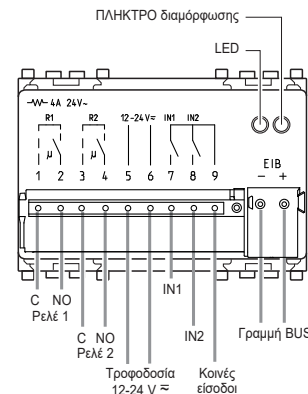 ΠΛΗΚΤΡΟ διαμόρφωσης
LED
4A 24V~
R1 R2 12-24V≂ IN1 IN2
μ μ
EIB
1 2 3 4 5 6 7 8 9 − +
C NO
Ρελέ 1
C NO
Ρελέ 2
IN1
IN2
Γραμμή BUS
Τροφοδοσία
12-24 V ≂
Κοινές
είσοδοι